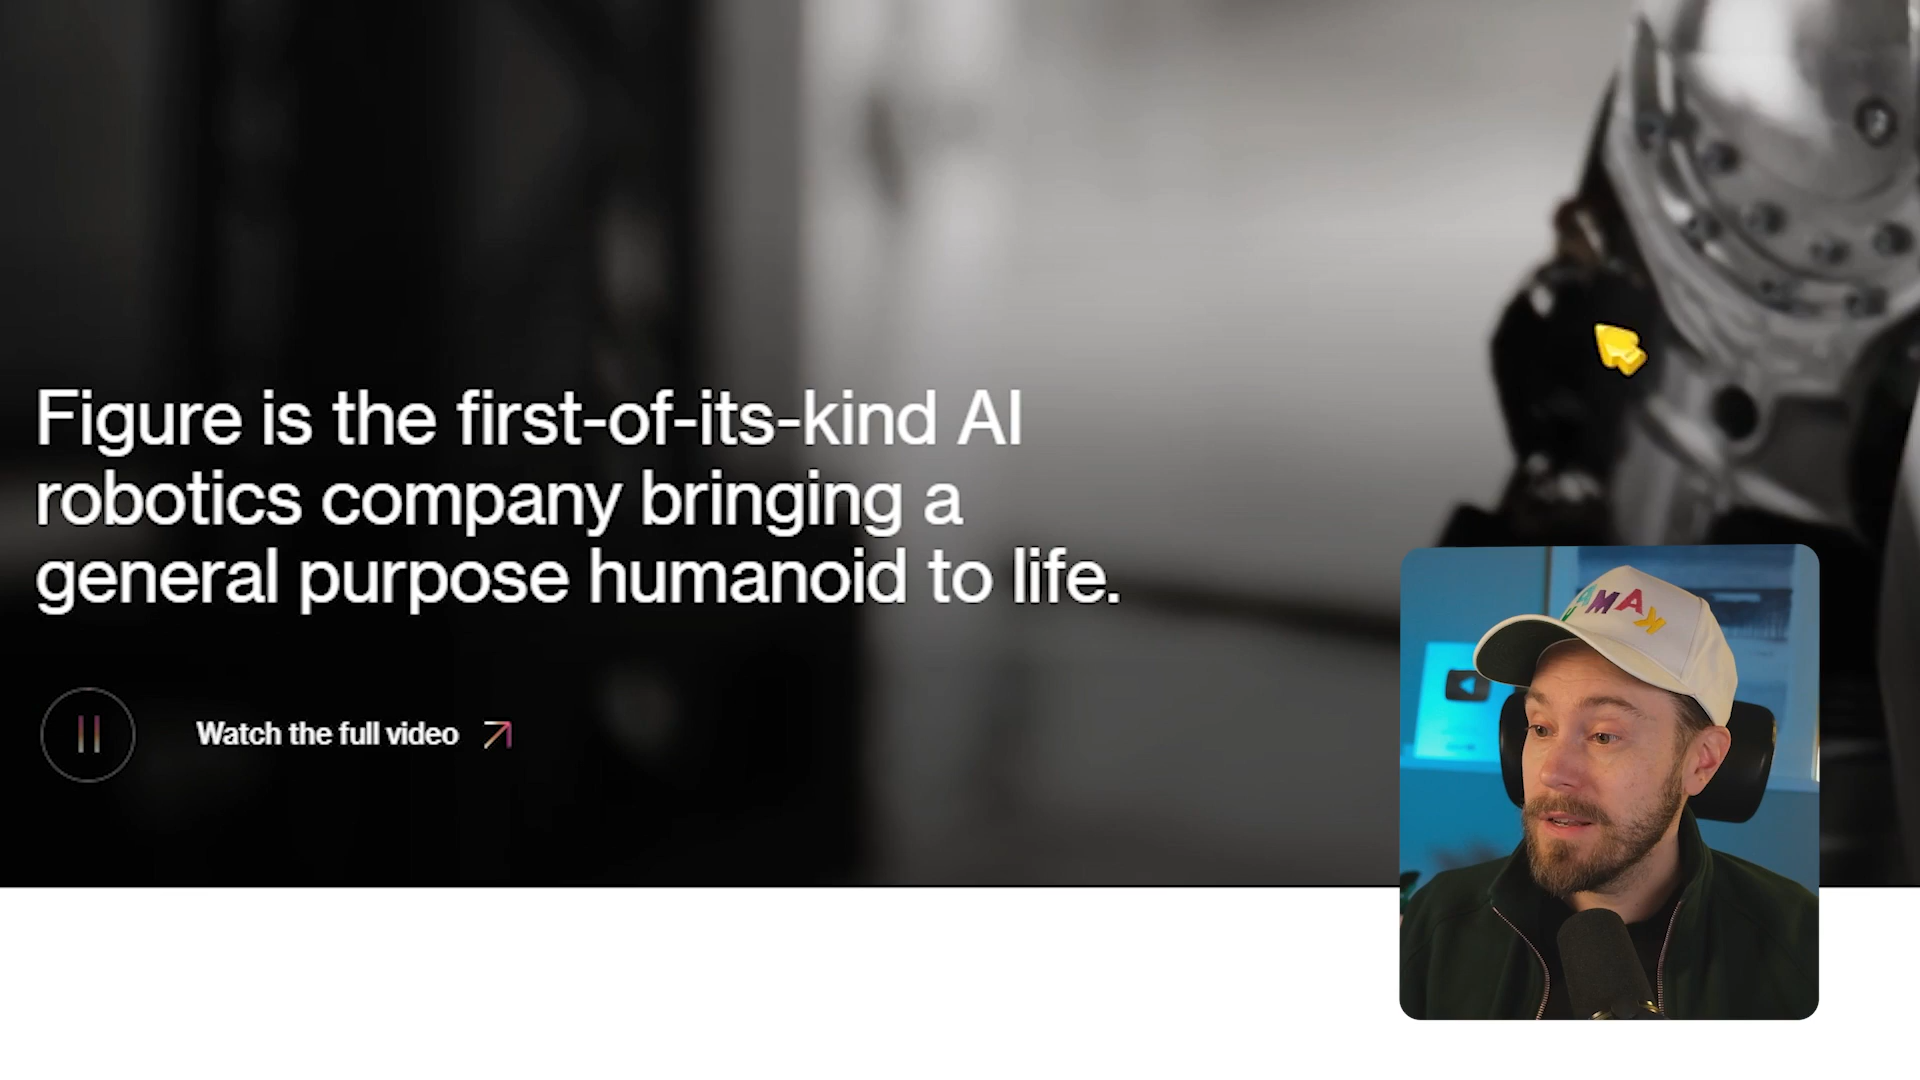 Figure is the first-of-its-kind AI
robotics company bringing a
general purpose humanoid to life.
Watch the full video